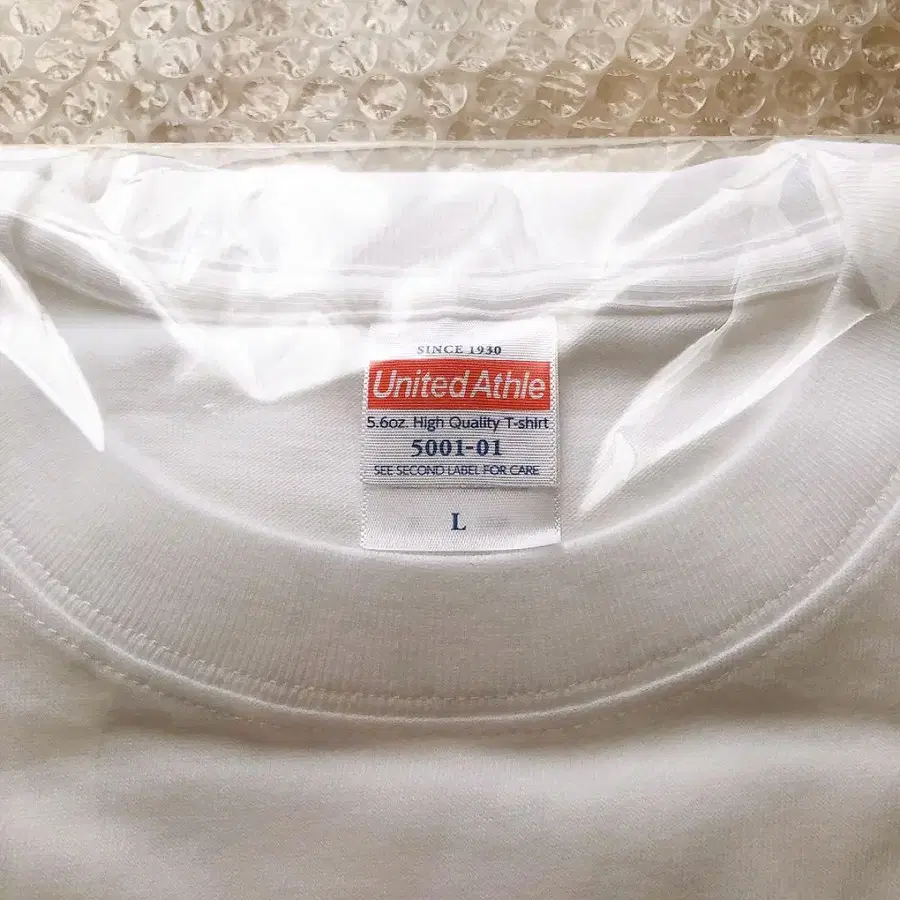 SINCE 1930
United Athle
5.6oz. High Quality T-shirt
5001-01
SEE SECOND LABEL FOR CARE
L